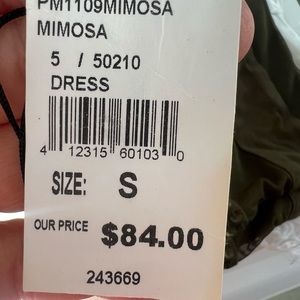 PM1109MIMOSA
MIMOSA
5 / 50210
DRESS
4 12315 60103 0
SIZE: S
OUR PRICE $84.00
243669